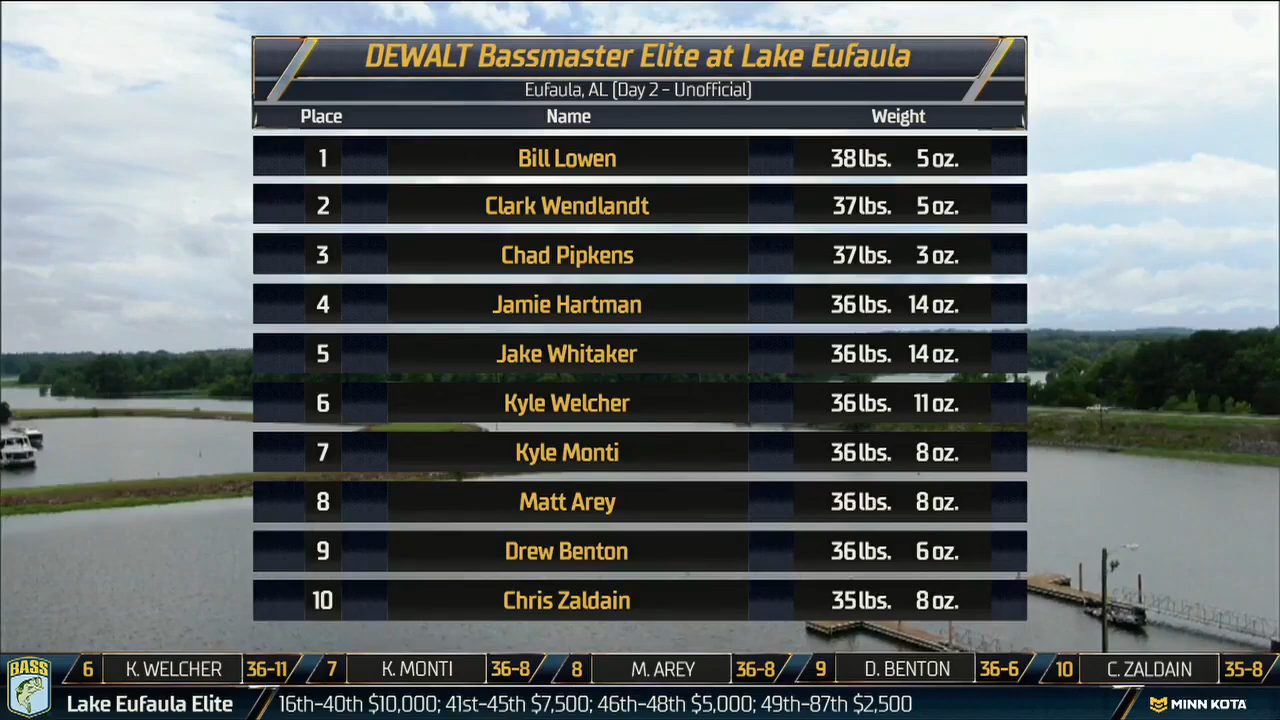 DEWALT Bassmaster Elite at Lake Eufaula
Eufaula, AL [Day 2 - Unofficial]
Place Name Weight
1 Bill Lowen 38 lbs. 5 oz.
2 Clark Wendlandt 37 lbs. 5 oz.
3 Chad Pipkens 37 lbs. 3 oz.
4 Jamie Hartman 36 lbs. 14 oz.
5 Jake Whitaker 36 lbs. 14 oz.
6 Kyle Welcher 36 lbs. 11 oz.
7 Kyle Monti 36 lbs. 8 oz.
8 Matt Arey 36 lbs. 8 oz.
9 Drew Benton 36 lbs. 6 oz.
10 Chris Zaldain 35 lbs. 8 oz.
BASS 6 K. WELCHER 36-11 7 K. MONTI 36-8 8 M. AREY 36-8 9 D. BENTON 36-6 10 C. ZALDAIN 35-8
Lake Eufaula Elite 16th-40th $10,000; 41st-45th $7,500; 46th-48th $5,000; 49th-87th $2,500 MINN KOTA